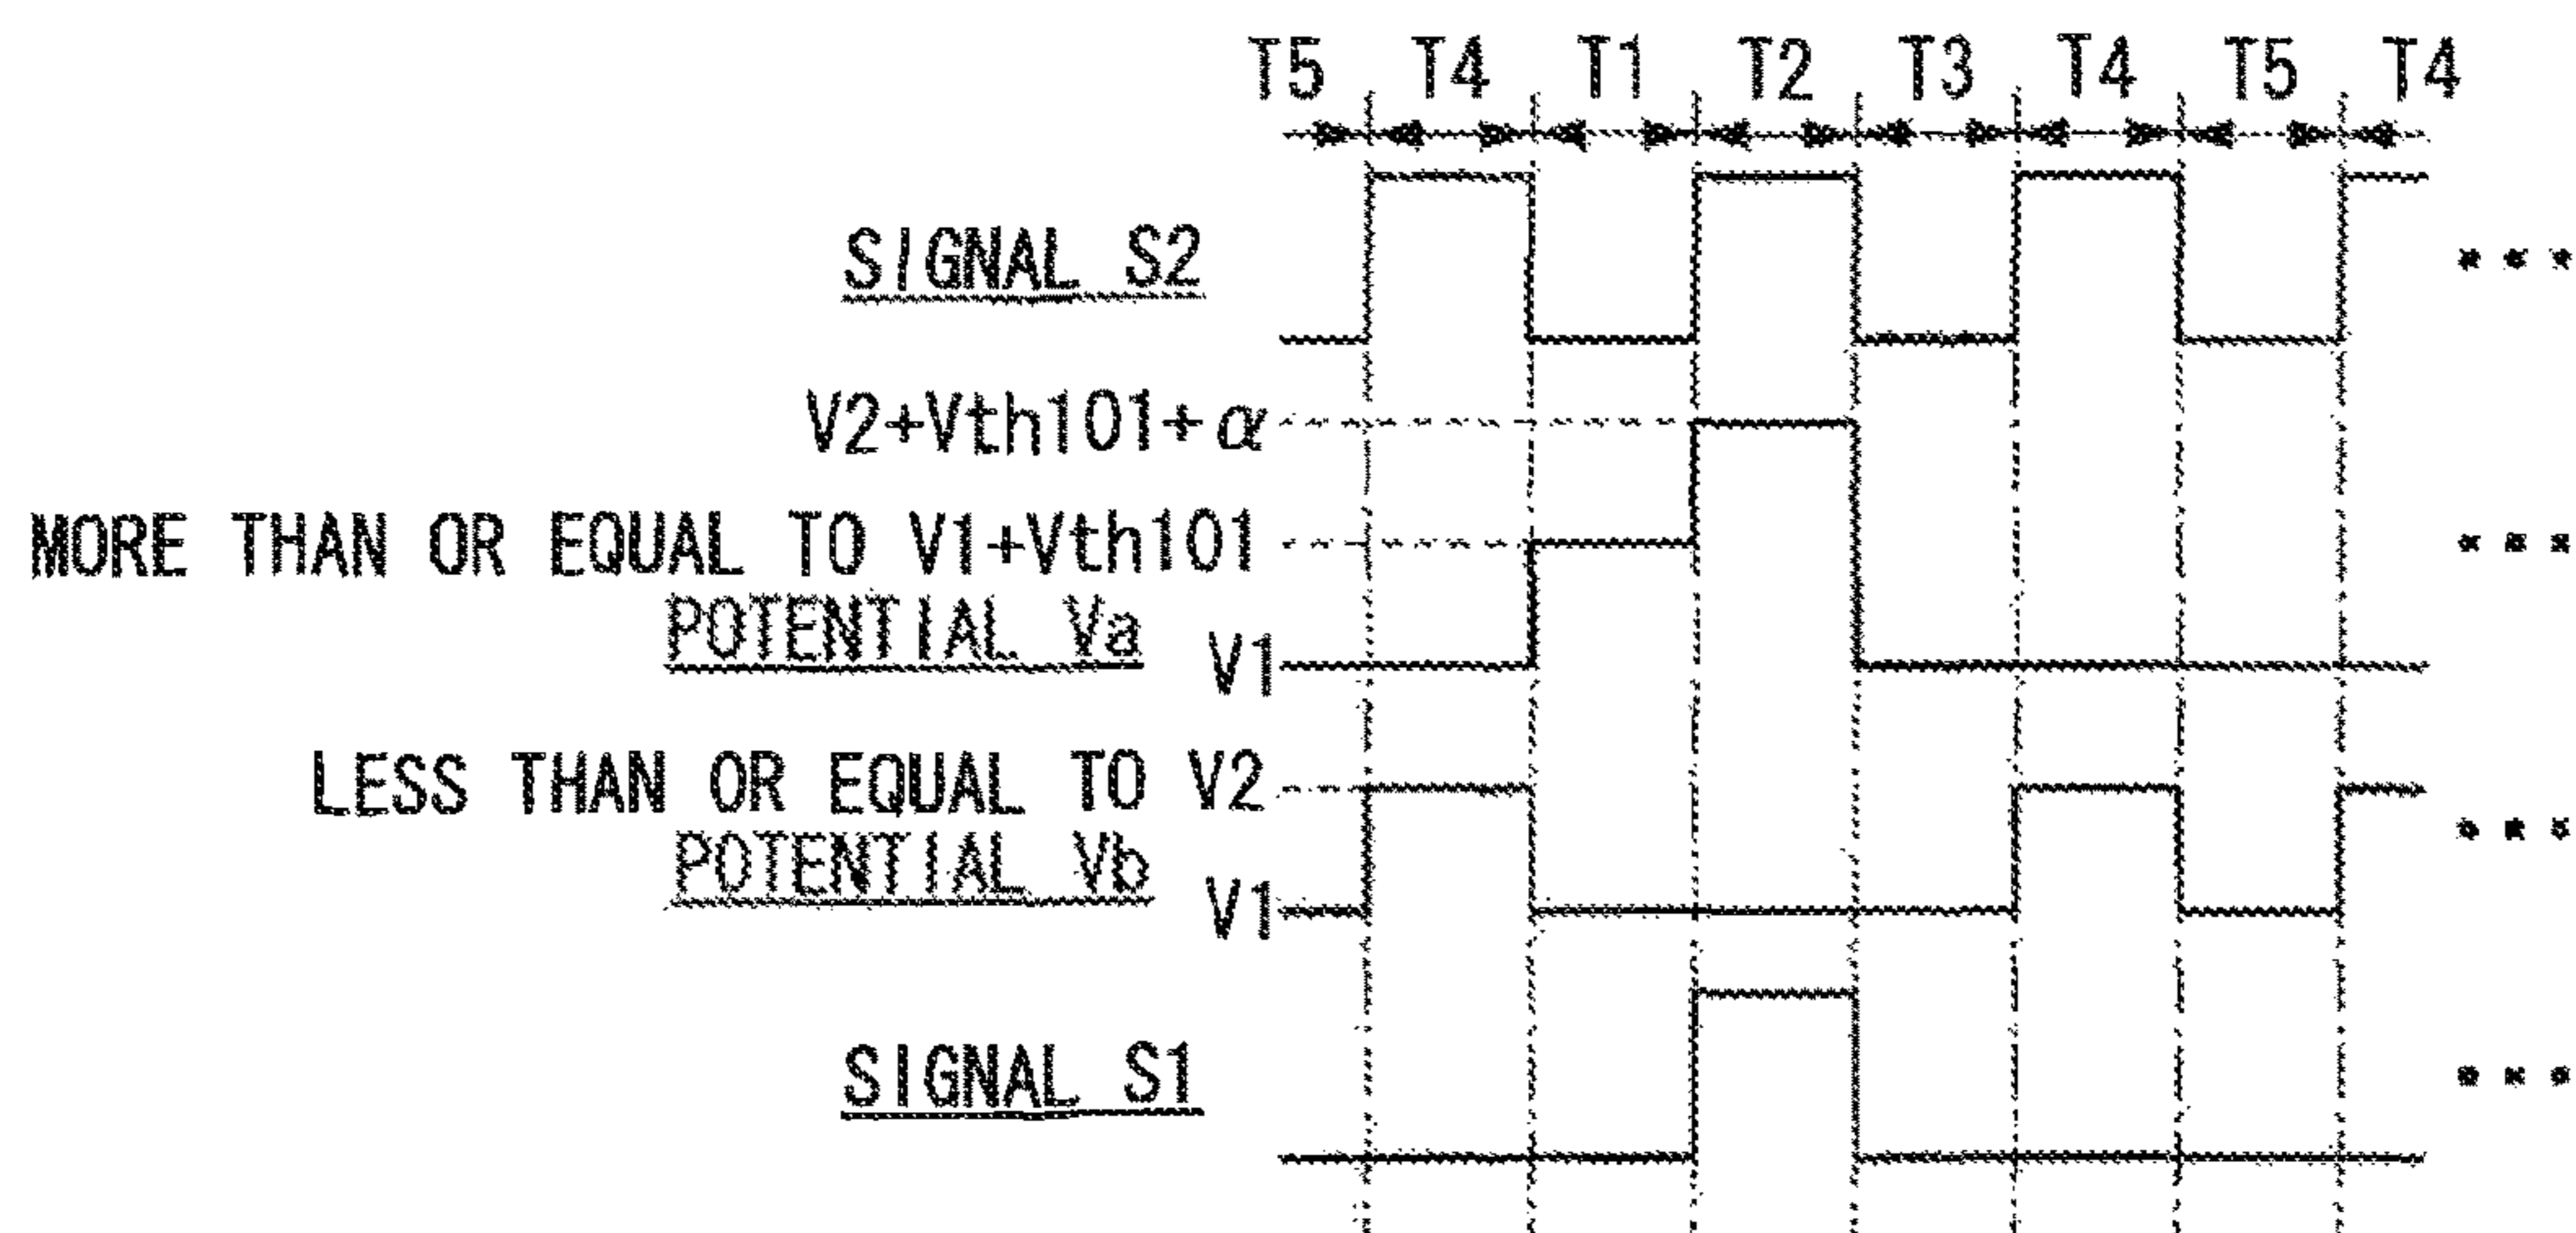 T5 T4 T1 T2 T3 T4 T5 T4
SIGNAL S2
V2+Vth101+α
MORE THAN OR EQUAL TO V1+Vth101
POTENTIAL Va
V1
LESS THAN OR EQUAL TO V2
POTENTIAL Vb
V1
SIGNAL S1